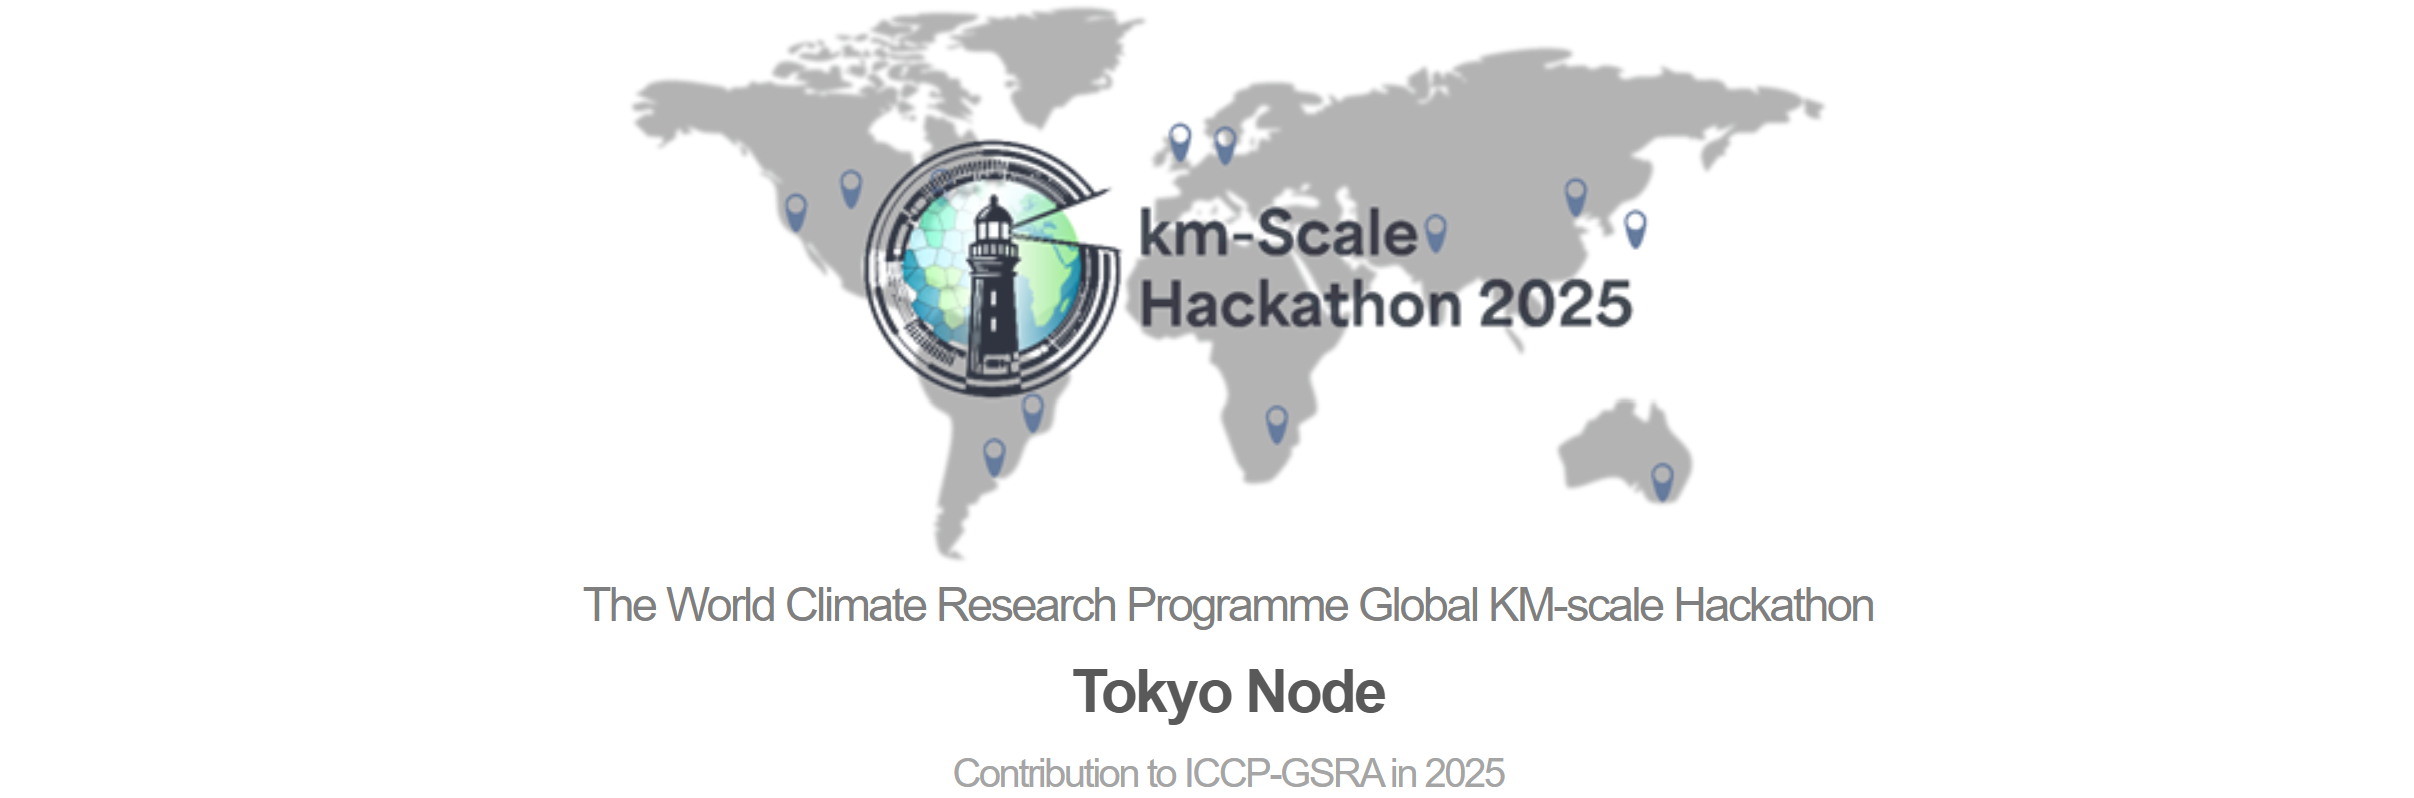 km-Scale
Hackathon 2025
The World Climate Research Programme Global KM-scale Hackathon
Tokyo Node
Contribution to ICCP-GSRA in 2025